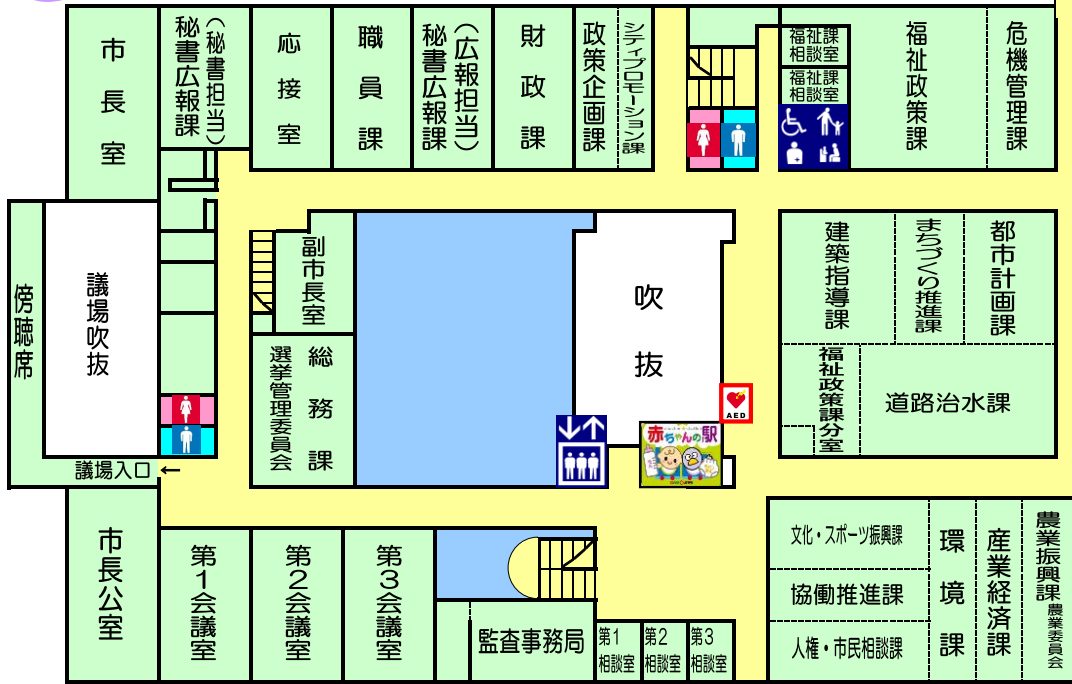 市長室
秘書広報課
(秘書担当)
応接室
職員課
秘書広報課
(広報担当)
財政課
政策企画課
シティプロモーション課
福祉課
相談室
福祉課
相談室
福祉政策課
危機管理課
傍聴席
議場吹抜
副市長室
選挙管理委員会
総務課
吹抜
AED
赤ちゃんの駅
建築指導課
まちづくり推進課
都市計画課
福祉政策課分室
道路治水課
議場入口 ←
市長公室
第1会議室
第2会議室
第3会議室
監査事務局
第1
相談室
第2
相談室
第3
相談室
文化・スポーツ振興課
協働推進課
人権・市民相談課
環境課
産業経済課
農業振興課
農業委員会